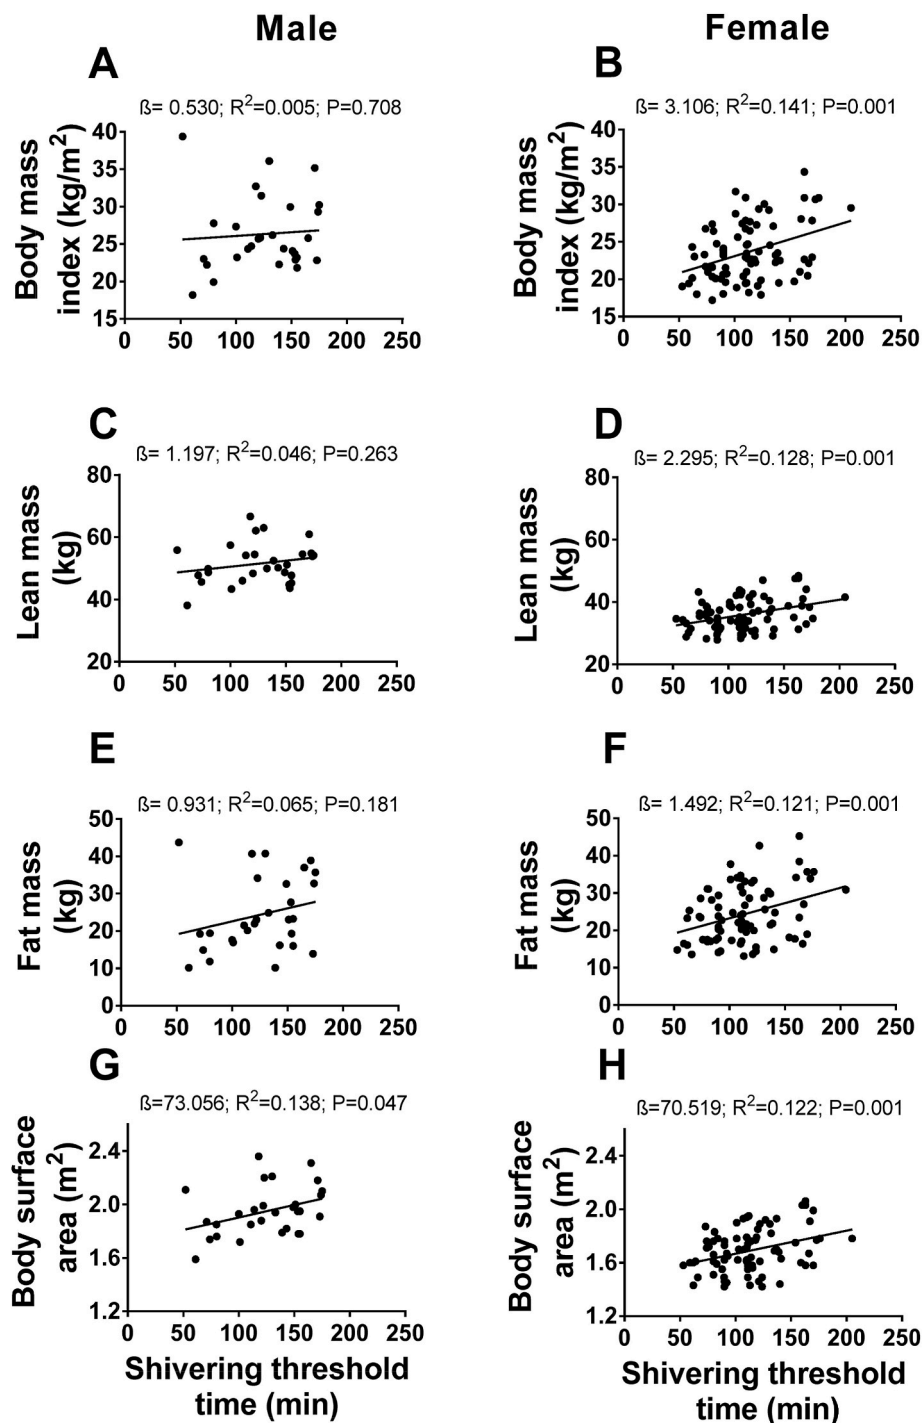 Male
Female
A
B
ß= 0.530; R²=0.005; P=0.708
ß= 3.106; R²=0.141; P=0.001
Body mass
index (kg/m²)
40
35
30
25
20
15
0 50 100 150 200 250
Body mass
index (kg/m²)
40
35
30
25
20
15
0 50 100 150 200 250
C
D
ß= 1.197; R²=0.046; P=0.263
ß= 2.295; R²=0.128; P=0.001
Lean mass
(kg)
80
60
40
20
0 50 100 150 200 250
Lean mass
(kg)
80
60
40
20
0 50 100 150 200 250
E
F
ß= 0.931; R²=0.065; P=0.181
ß= 1.492; R²=0.121; P=0.001
Fat mass
(kg)
50
40
30
20
10
0
0 50 100 150 200 250
Fat mass
(kg)
50
40
30
20
10
0
0 50 100 150 200 250
G
H
ß=73.056; R²=0.138; P=0.047
ß=70.519; R²=0.122; P=0.001
Body surface
area (m²)
2.4
2.0
1.6
1.2
0 50 100 150 200 250
Shivering threshold
time (min)
Body surface
area (m²)
2.4
2.0
1.6
1.2
0 50 100 150 200 250
Shivering threshold
time (min)